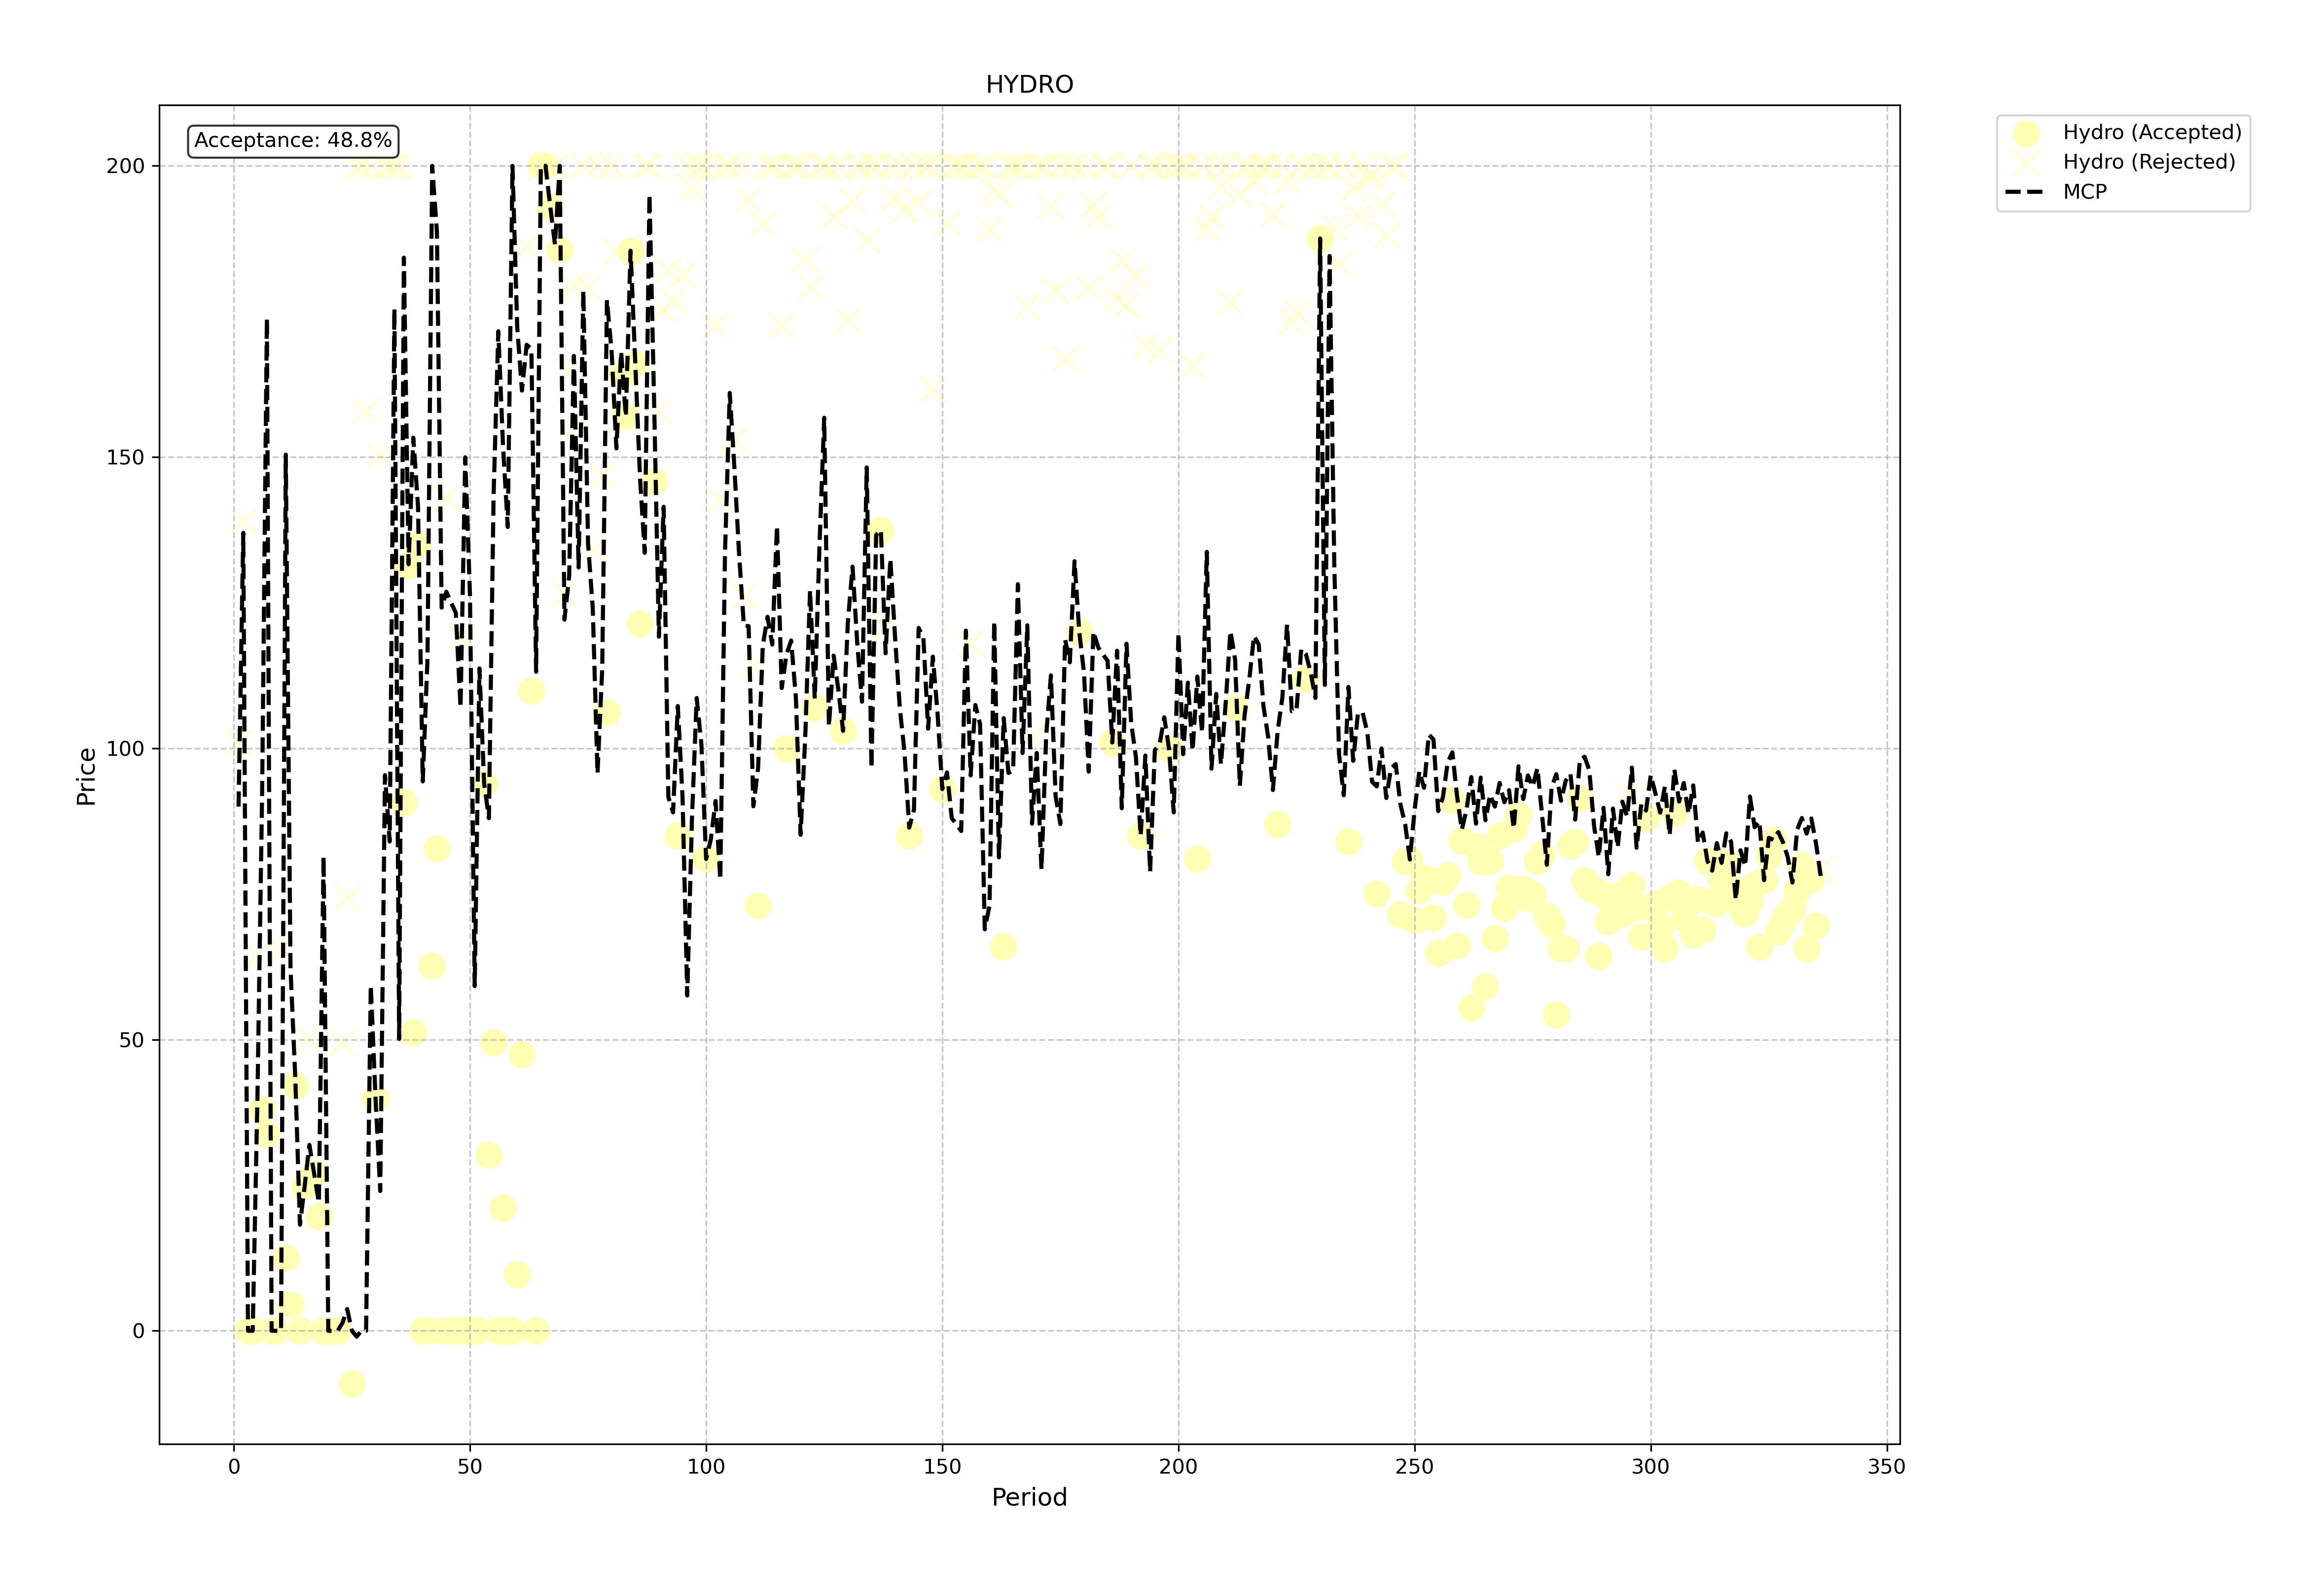 HYDRO
Acceptance: 48.8%
Hydro (Accepted)
Hydro (Rejected)
MCP
Price
200
150
100
50
0
0 50 100 150 200 250 300 350
Period